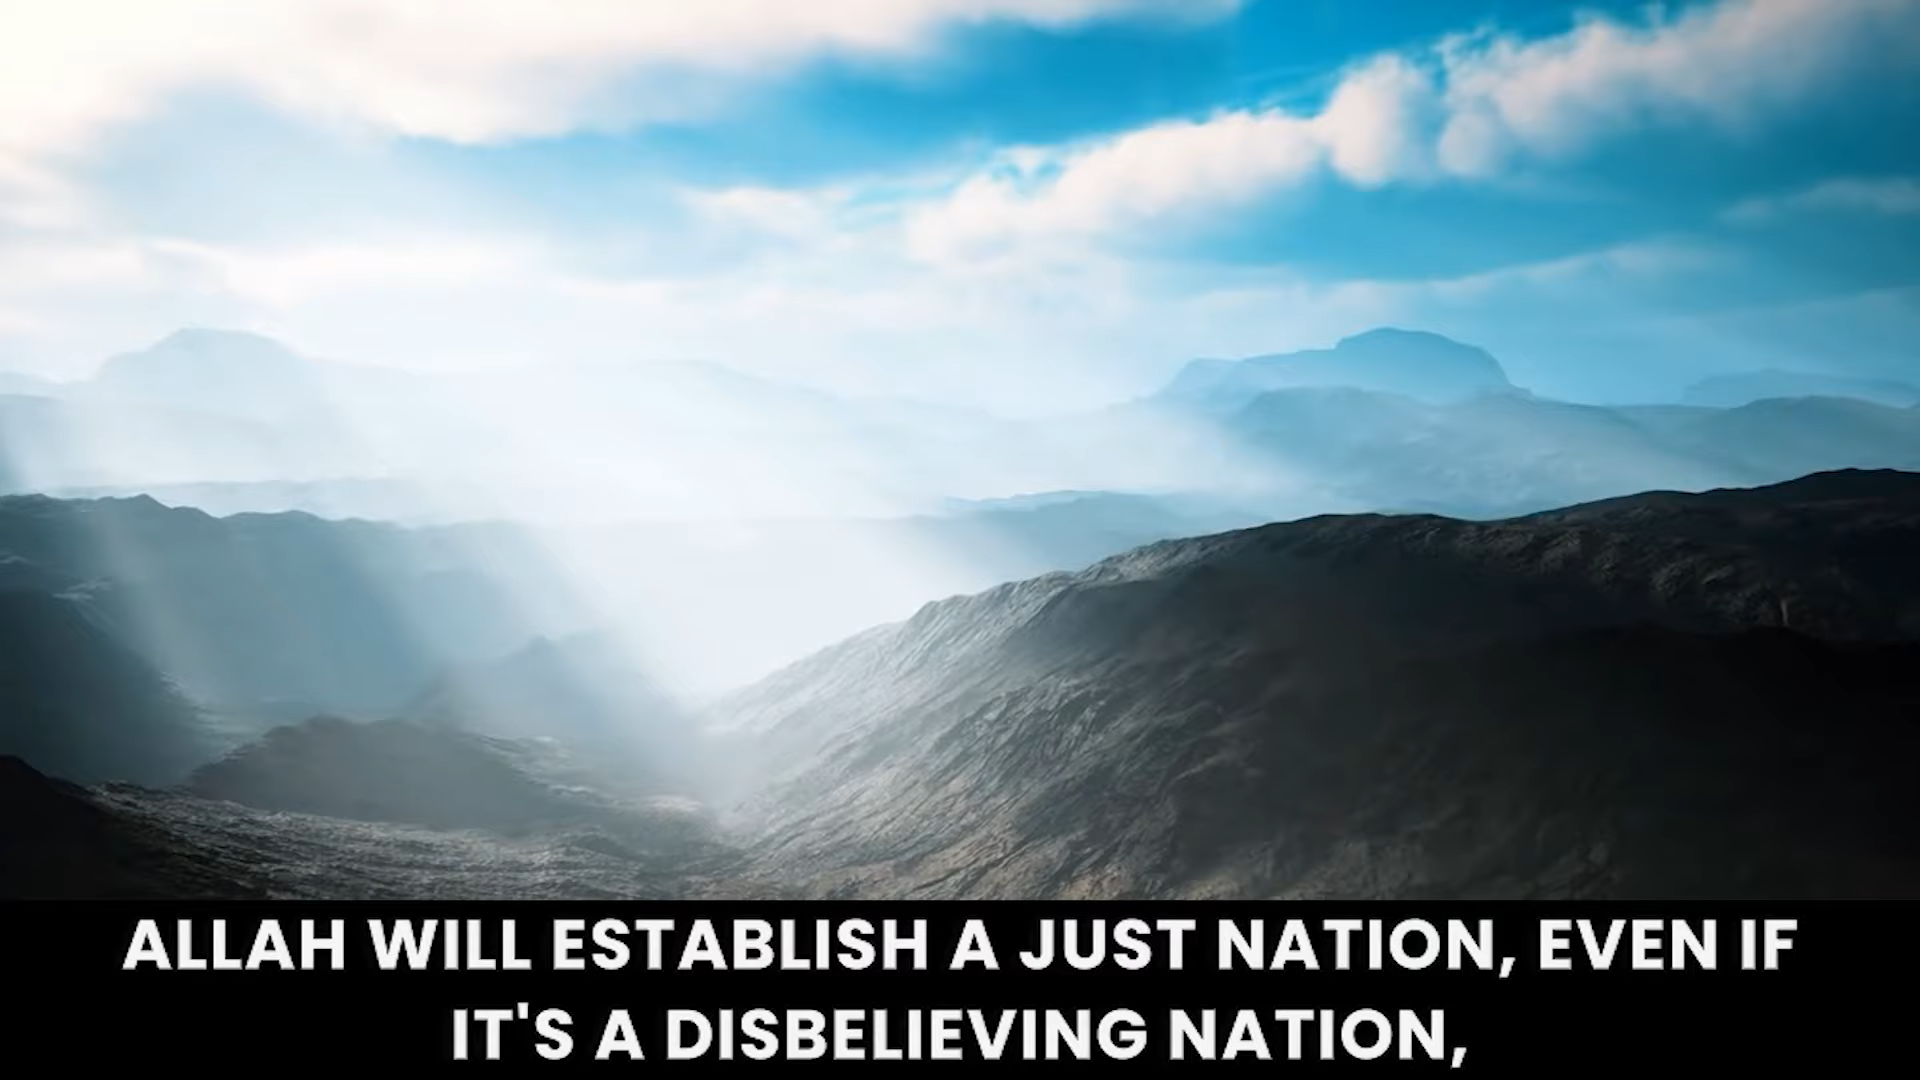 ALLAH WILL ESTABLISH A JUST NATION, EVEN IF
IT'S A DISBELIEVING NATION,